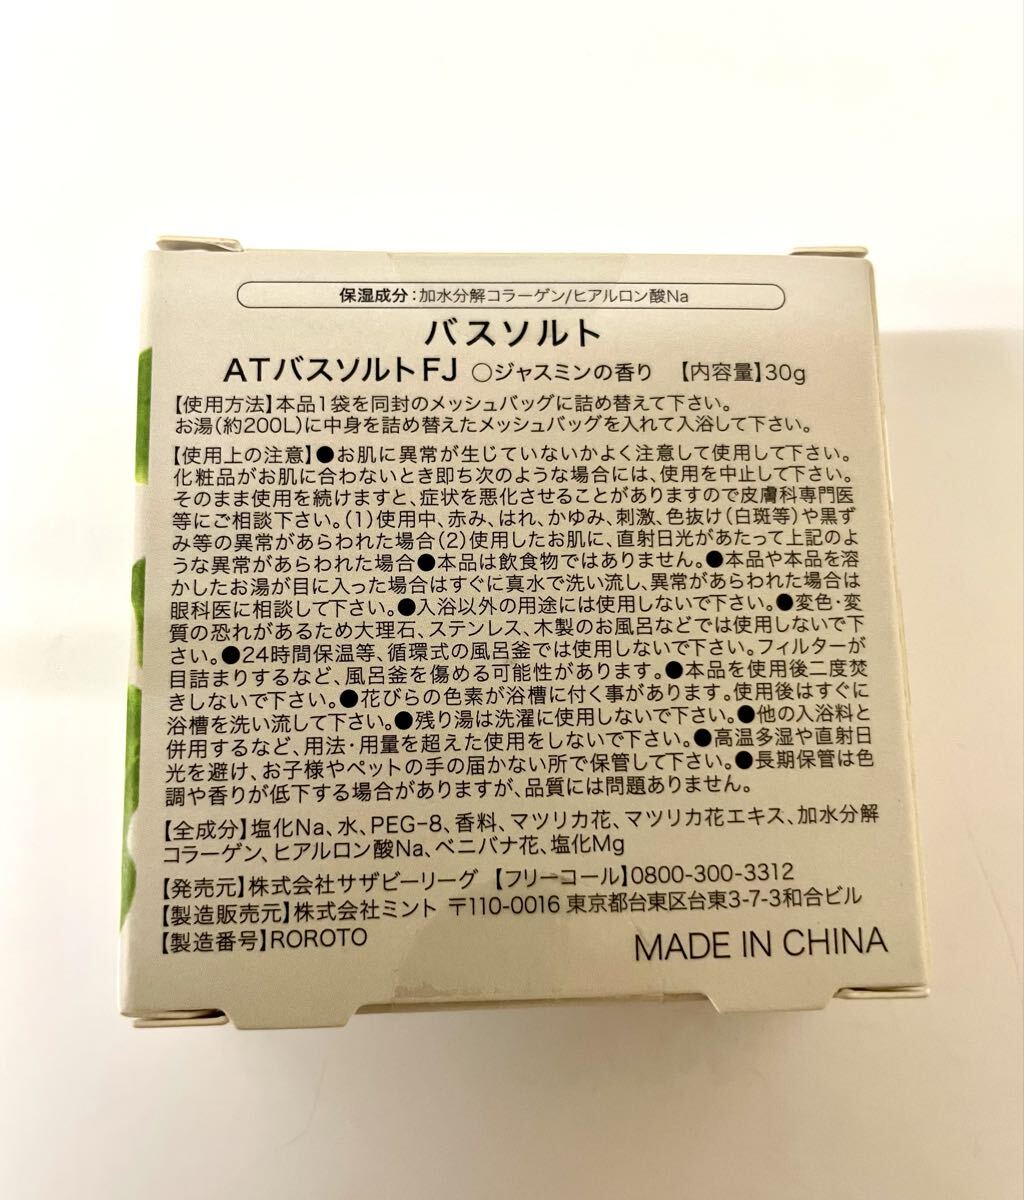 保湿成分：加水分解コラーゲン/ヒアルロン酸Na
バスソルト
ATバスソルトFJ ○ジャスミンの香り 【内容量】30g
【使用方法】本品1袋を同封のメッシュバッグに詰め替えて下さい。
お湯(約200L)に中身を詰め替えたメッシュバッグを入れて入浴して下さい。
【使用上の注意】●お肌に異常が生じていないかよく注意して使用して下さい。
化粧品がお肌に合わないとき即ち次のような場合には、使用を中止して下さい。
そのまま使用を続けますと、症状を悪化させることがありますので皮膚科専門医
等にご相談下さい。(1)使用中、赤み、はれ、かゆみ、刺激、色抜け(白斑等)や黒ず
み等の異常があらわれた場合(2)使用したお肌に、直射日光があたって上記のよ
うな異常があらわれた場合●本品は飲食物ではありません。●本品や本品を溶
かしたお湯が目に入った場合はすぐに真水で洗い流し、異常があらわれた場合は
眼科医に相談して下さい。●入浴以外の用途には使用しないで下さい。●変色・変
質の恐れがあるため大理石、ステンレス、木製のお風呂などでは使用しないで下
さい。●24時間保温等、循環式の風呂釜では使用しないで下さい。フィルターが
目詰まりするなど、風呂釜を傷める可能性があります。●本品を使用後二度焚
きしないで下さい。●花びらの色素が浴槽に付く事があります。使用後はすぐに
浴槽を洗い流して下さい。●残り湯は洗濯に使用しないで下さい。●他の入浴料と
併用するなど、用法・用量を超えた使用をしないで下さい。●高温多湿や直射日
光を避け、お子様やペットの手の届かない所で保管して下さい。●長期保管は色
調や香りが低下する場合がありますが、品質には問題ありません。
【全成分】塩化Na、水、PEG-8、香料、マツリカ花、マツリカ花エキス、加水分解
コラーゲン、ヒアルロン酸Na、ベニバナ花、塩化Mg
【発売元】株式会社サザビーリーグ 【フリーコール】0800-300-3312
【製造販売元】株式会社ミント 〒110-0016 東京都台東区台東3-7-3和合ビル
【製造番号】ROROTO
MADE IN CHINA